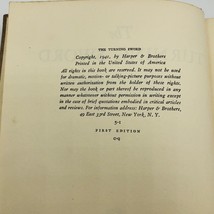 THE TURNING SWORD
Copyright, 1941, by Harper & Brothers
Printed in the United States of America
All rights in this book are reserved. It may not be used
for dramatic, motion- or talking-picture purposes without
written authorization from the holder of these rights.
Nor may the book or part thereof be reproduced in any
manner whatsoever without permission in writing except
in the case of brief quotations embodied in critical articles
and reviews. For information address: Harper & Brothers,
49 East 33rd Street, New York, N. Y.
5-1
FIRST EDITION
C-Q